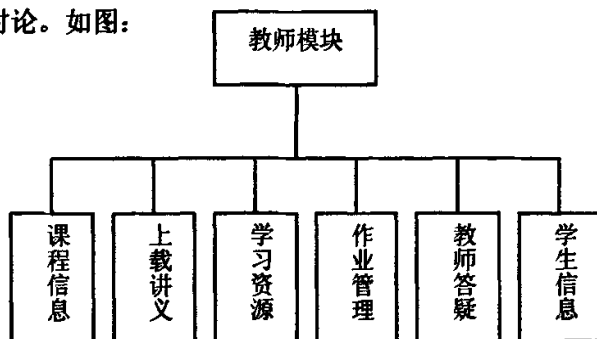 讨论。如图：
教师模块
课程信息
上载讲义
学习资源
作业管理
教师答疑
学生信息